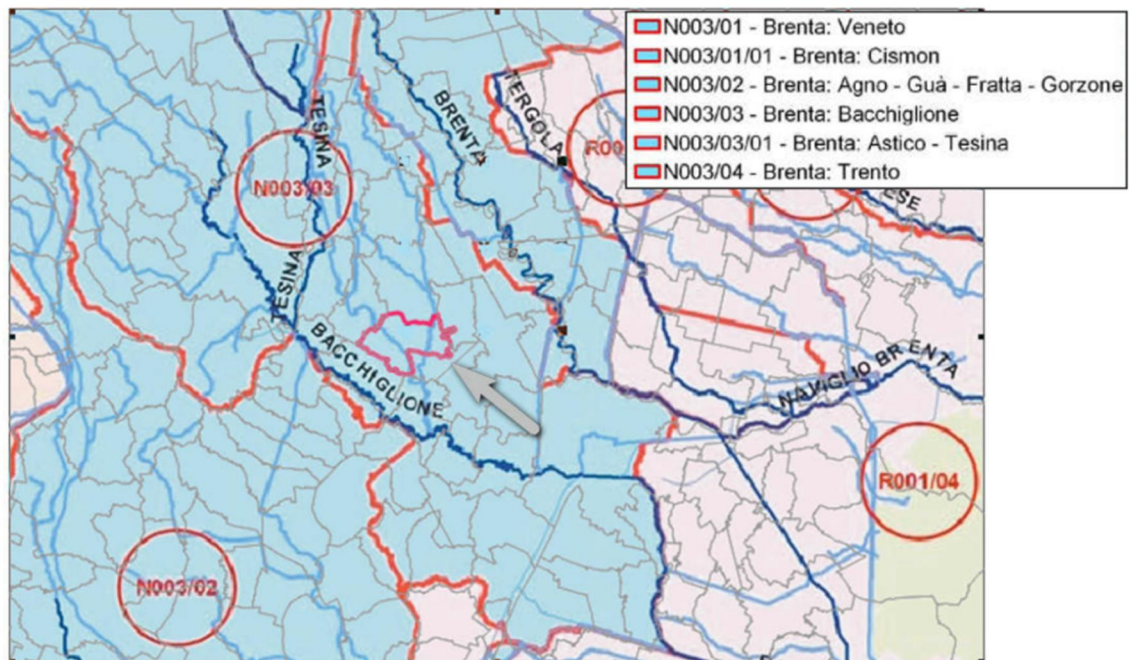 N003/01 - Brenta: Veneto
N003/01/01 - Brenta: Cismon
N003/02 - Brenta: Agno - Guà - Fratta - Gorzone
N003/03 - Brenta: Bacchiglione
N003/03/01 - Brenta: Astico - Tesina
N003/04 - Brenta: Trento
TESINA
BRENTA
TERGOLA
R00
ESE
N003/03
TESINA
BACCHIGLIONE
NAVIGLIO BRENTA
R001/04
N003/02